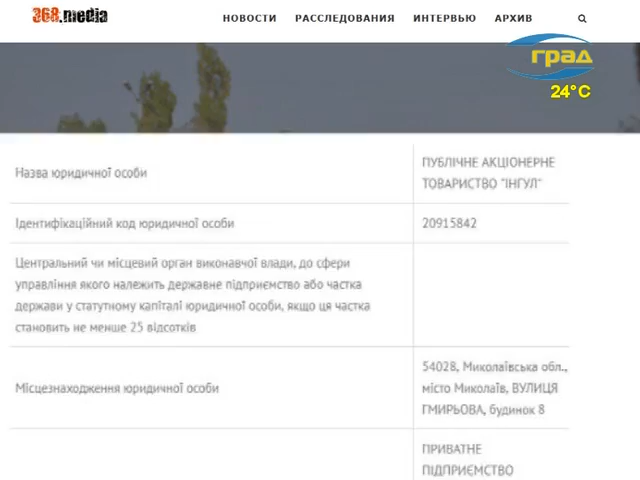 368.media
НОВОСТИ РАССЛЕДОВАНИЯ ИНТЕРВЬЮ АРХИВ
град
24°C
Назва юридичної особи
ПУБЛІЧНЕ АКЦІОНЕРНЕ
ТОВАРИСТВО "ІНГУЛ"
Ідентифікаційний код юридичної особи
20915842
Центральний чи місцевий орган виконавчої влади, до сфери
управління якого належить державне підприємство або частка
держави у статутному капіталі юридичної особи, якщо ця частка
становить не менше 25 відсотків
Місцезнаходження юридичної особи
54028, Миколаївська обл.,
місто Миколаїв, ВУЛИЦЯ
ГМИРЬОВА, будинок 8
ПРИВАТНЕ
ПІДПРИЄМСТВО